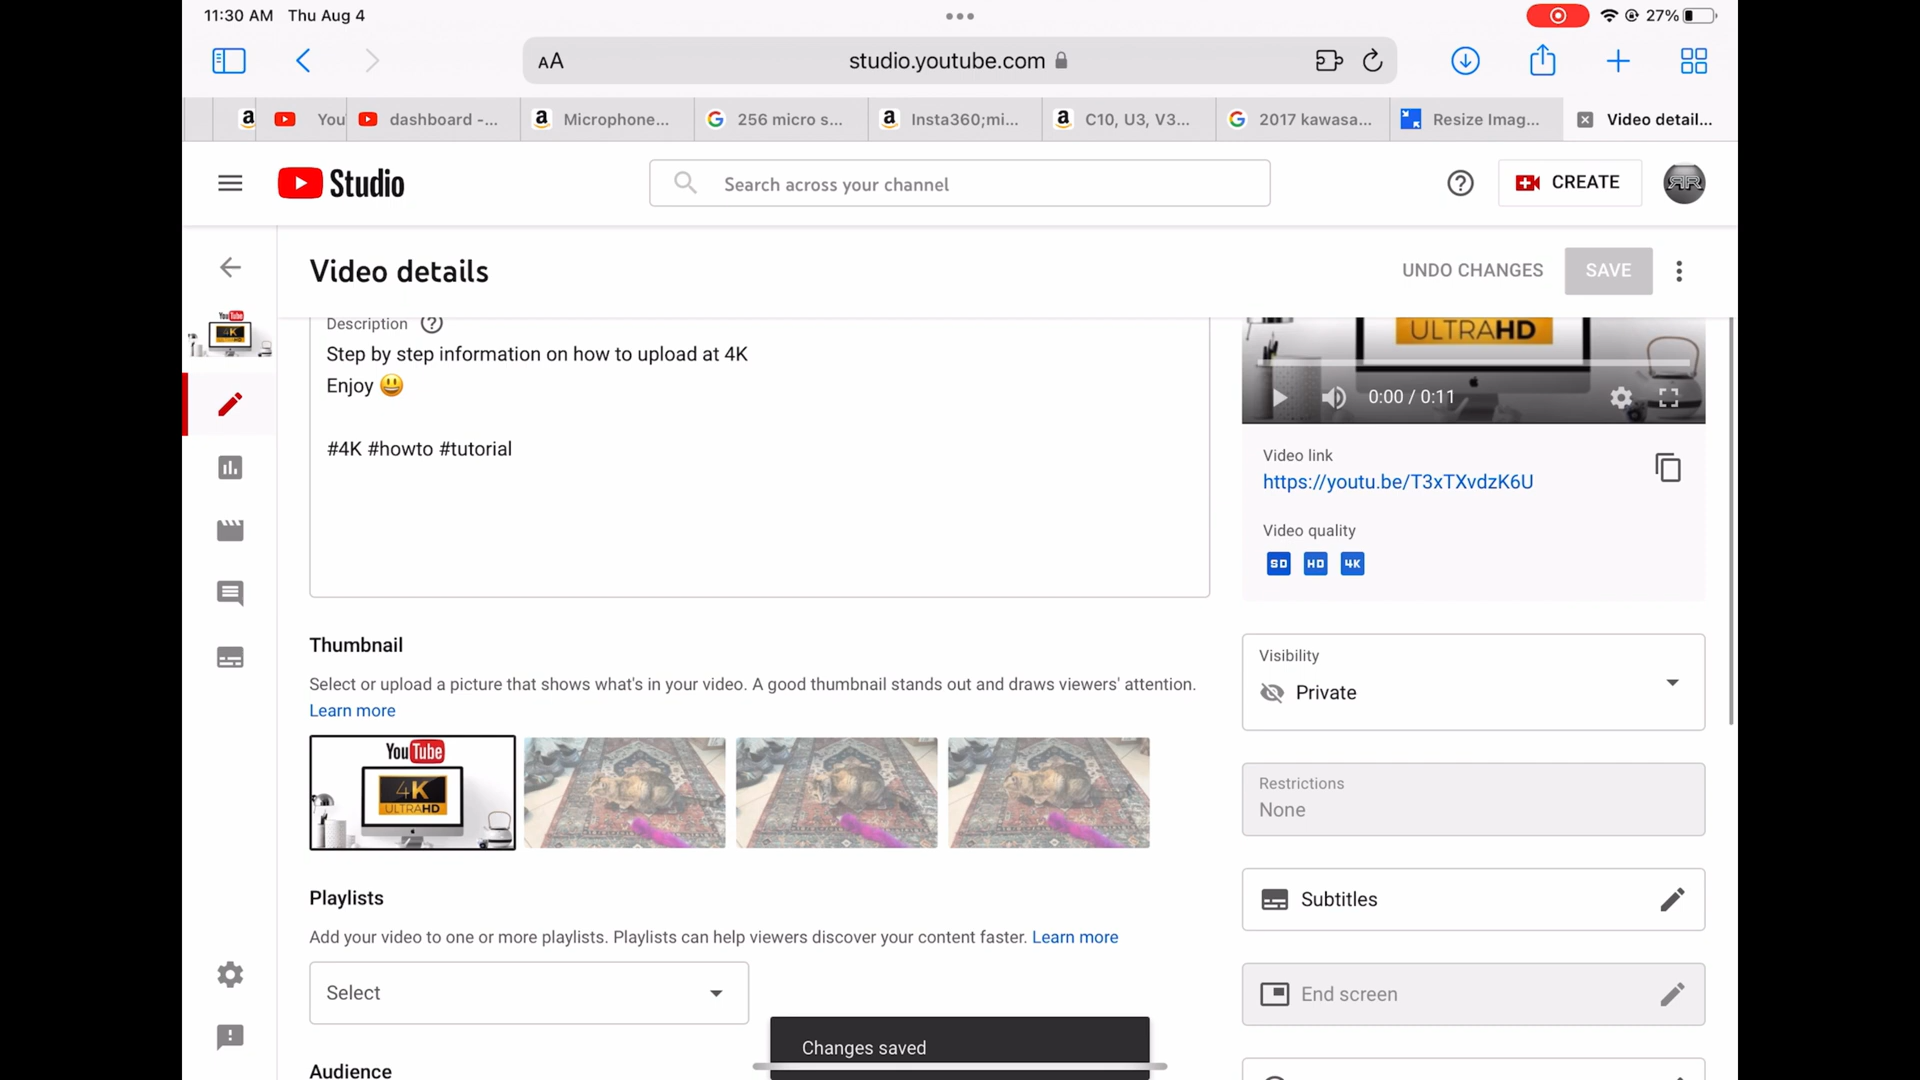 11:30 AM Thu Aug 4
27%
AA
studio.youtube.com
You
dashboard -...
Microphone...
256 micro s...
Insta360;mi...
C10, U3, V3...
2017 kawasa...
Resize Imag...
Video detail...
Studio
Search across your channel
CREATE
Video details
UNDO CHANGES
SAVE
Description
Step by step information on how to upload at 4K
Enjoy 😃
#4K #howto #tutorial
ULTRAHD
0:00 / 0:11
Video link
https://youtu.be/T3xTXvdzK6U
Video quality
SD HD 4K
Visibility
Private
Restrictions
None
Subtitles
End screen
Thumbnail
Select or upload a picture that shows what's in your video. A good thumbnail stands out and draws viewers' attention.
Learn more
YouTube
4K
ULTRAHD
Playlists
Add your video to one or more playlists. Playlists can help viewers discover your content faster. Learn more
Select
Changes saved
Audience